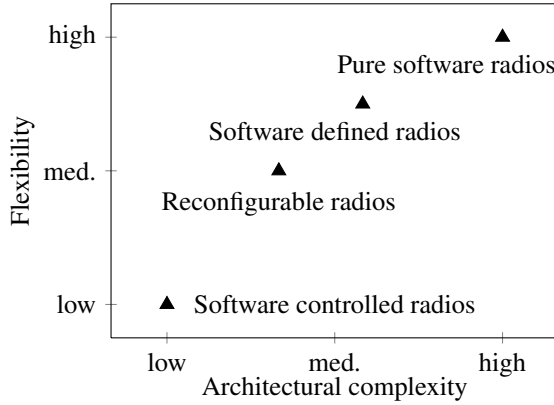 high
Pure software radios
Software defined radios
Flexibility
med.
Reconfigurable radios
low
Software controlled radios
low
med.
high
Architectural complexity